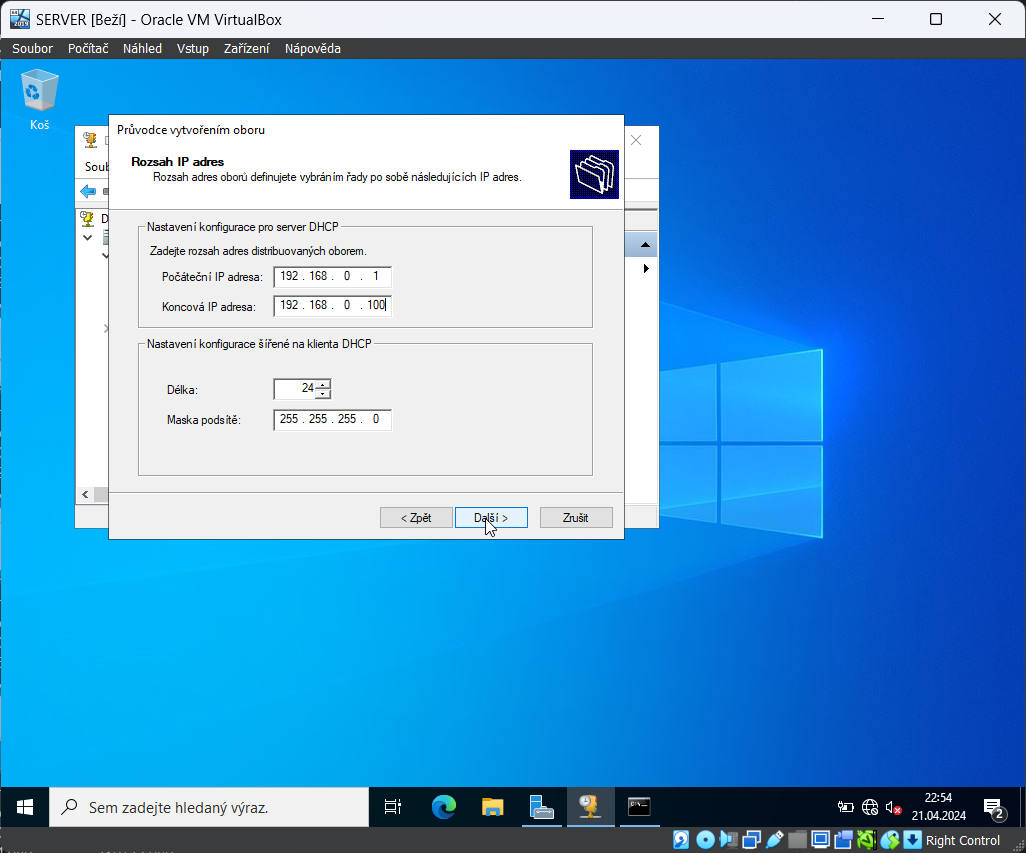 SERVER [Beží] - Oracle VM VirtualBox
Soubor Počítač Náhled Vstup Zařízení Nápověda
Koš
Průvodce vytvořením oboru
Rozsah IP adres
Rozsah adres oborů definujete vybráním řady po sobě následujících IP adres.
Nastavení konfigurace pro server DHCP
Zadejte rozsah adres distribuovaných oborem.
Počáteční IP adresa: 192 . 168 . 0 . 1
Koncová IP adresa: 192 . 168 . 0 . 100
Nastavení konfigurace šířené na klienta DHCP
Délka: 24
Maska podsítě: 255 . 255 . 255 . 0
< Zpět Další > Zrušit
Sem zadejte hledaný výraz.
22:54
21.04.2024
2
Right Control